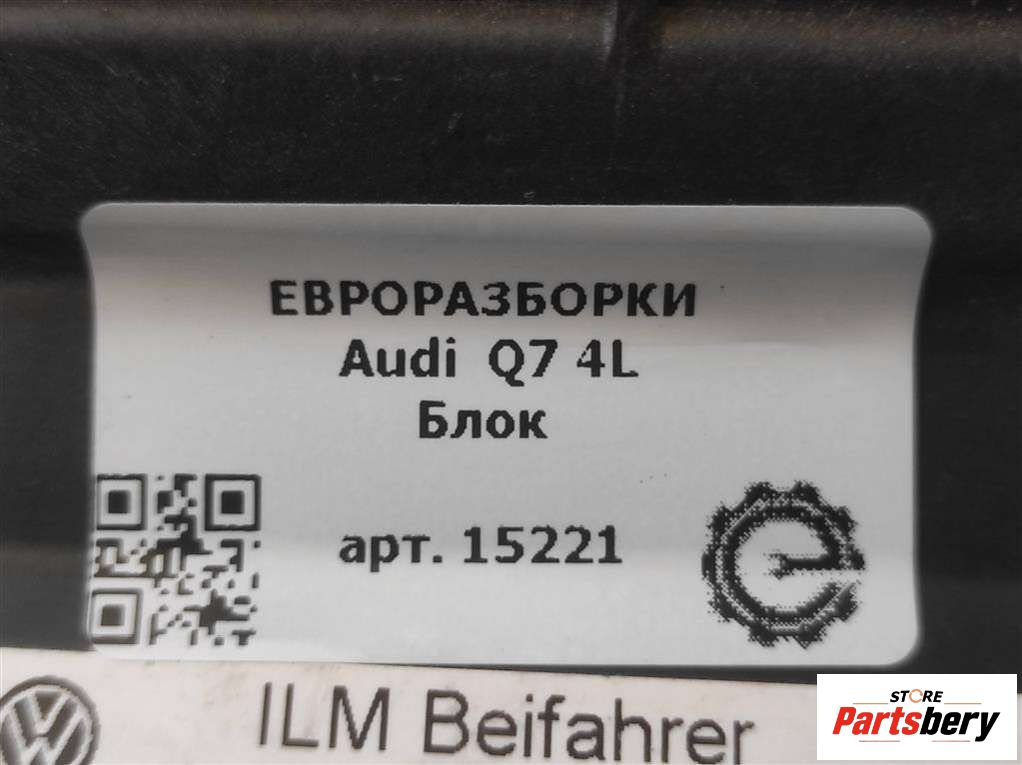 ЕВРОРАЗБОРКИ
Audi Q7 4L
Блок
арт. 15221
ILM Beifahrer
STORE
Partsbery